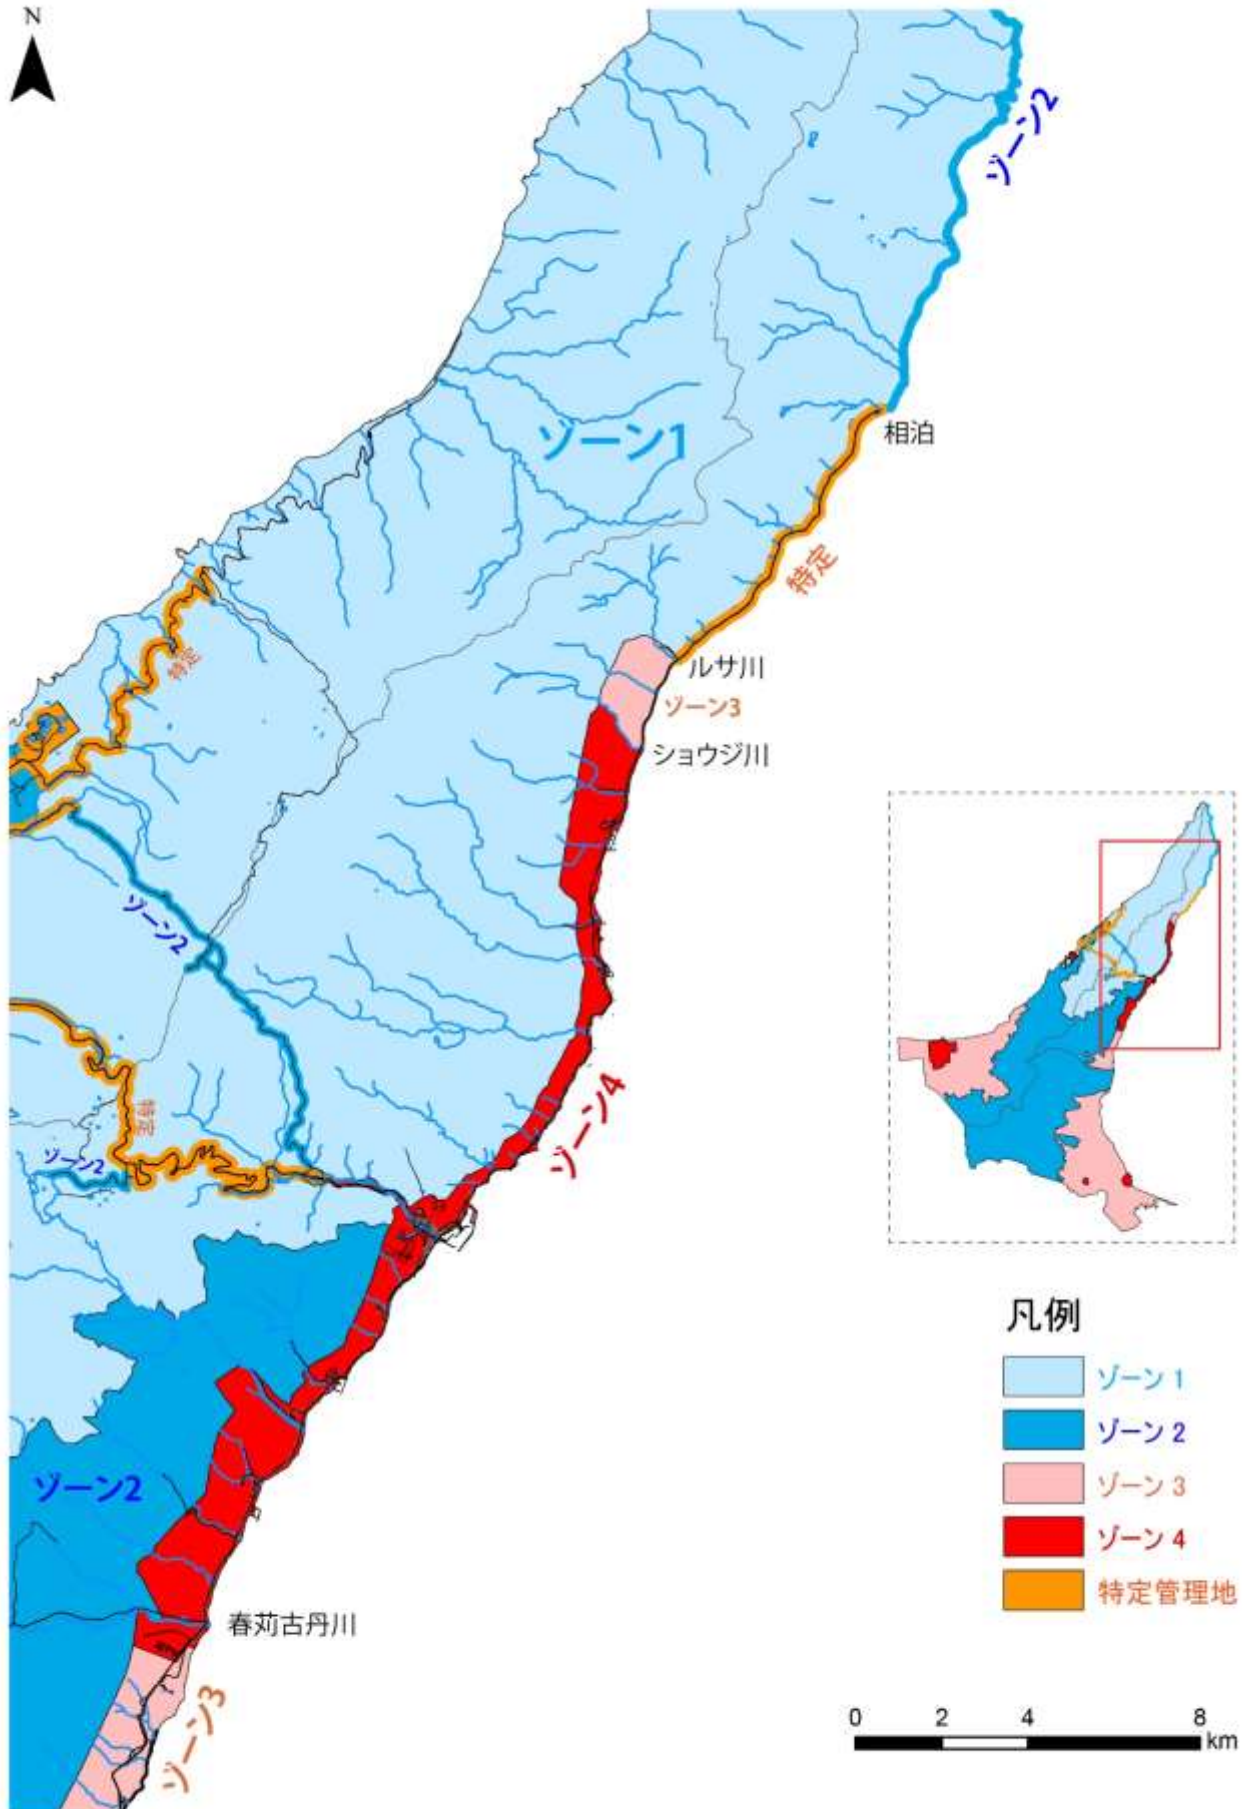 N
ゾーン2
ゾーン1
相泊
特定
ルサ川
特定
ゾーン3
ショウジ川
ゾーン2
ゾーン4
特定
ゾーン2
凡例
ゾーン 1
ゾーン 2
ゾーン2
ゾーン 3
ゾーン 4
特定管理地
春苅古丹川
ゾーン3
0 2 4 8
km